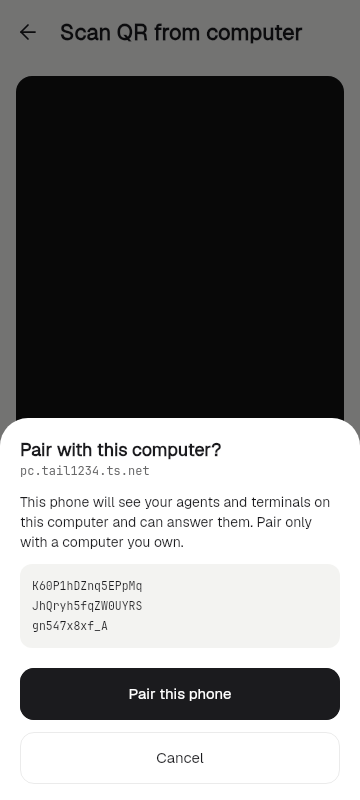 Scan QR from computer
Pair with this computer?
pc.tail1234.ts.net
This phone will see your agents and terminals on
this computer and can answer them. Pair only
with a computer you own.
K60P1hDZnq5EPpMq
JhQryh5fqZW0UYRS
gn547x8xf_A
Pair this phone
Cancel